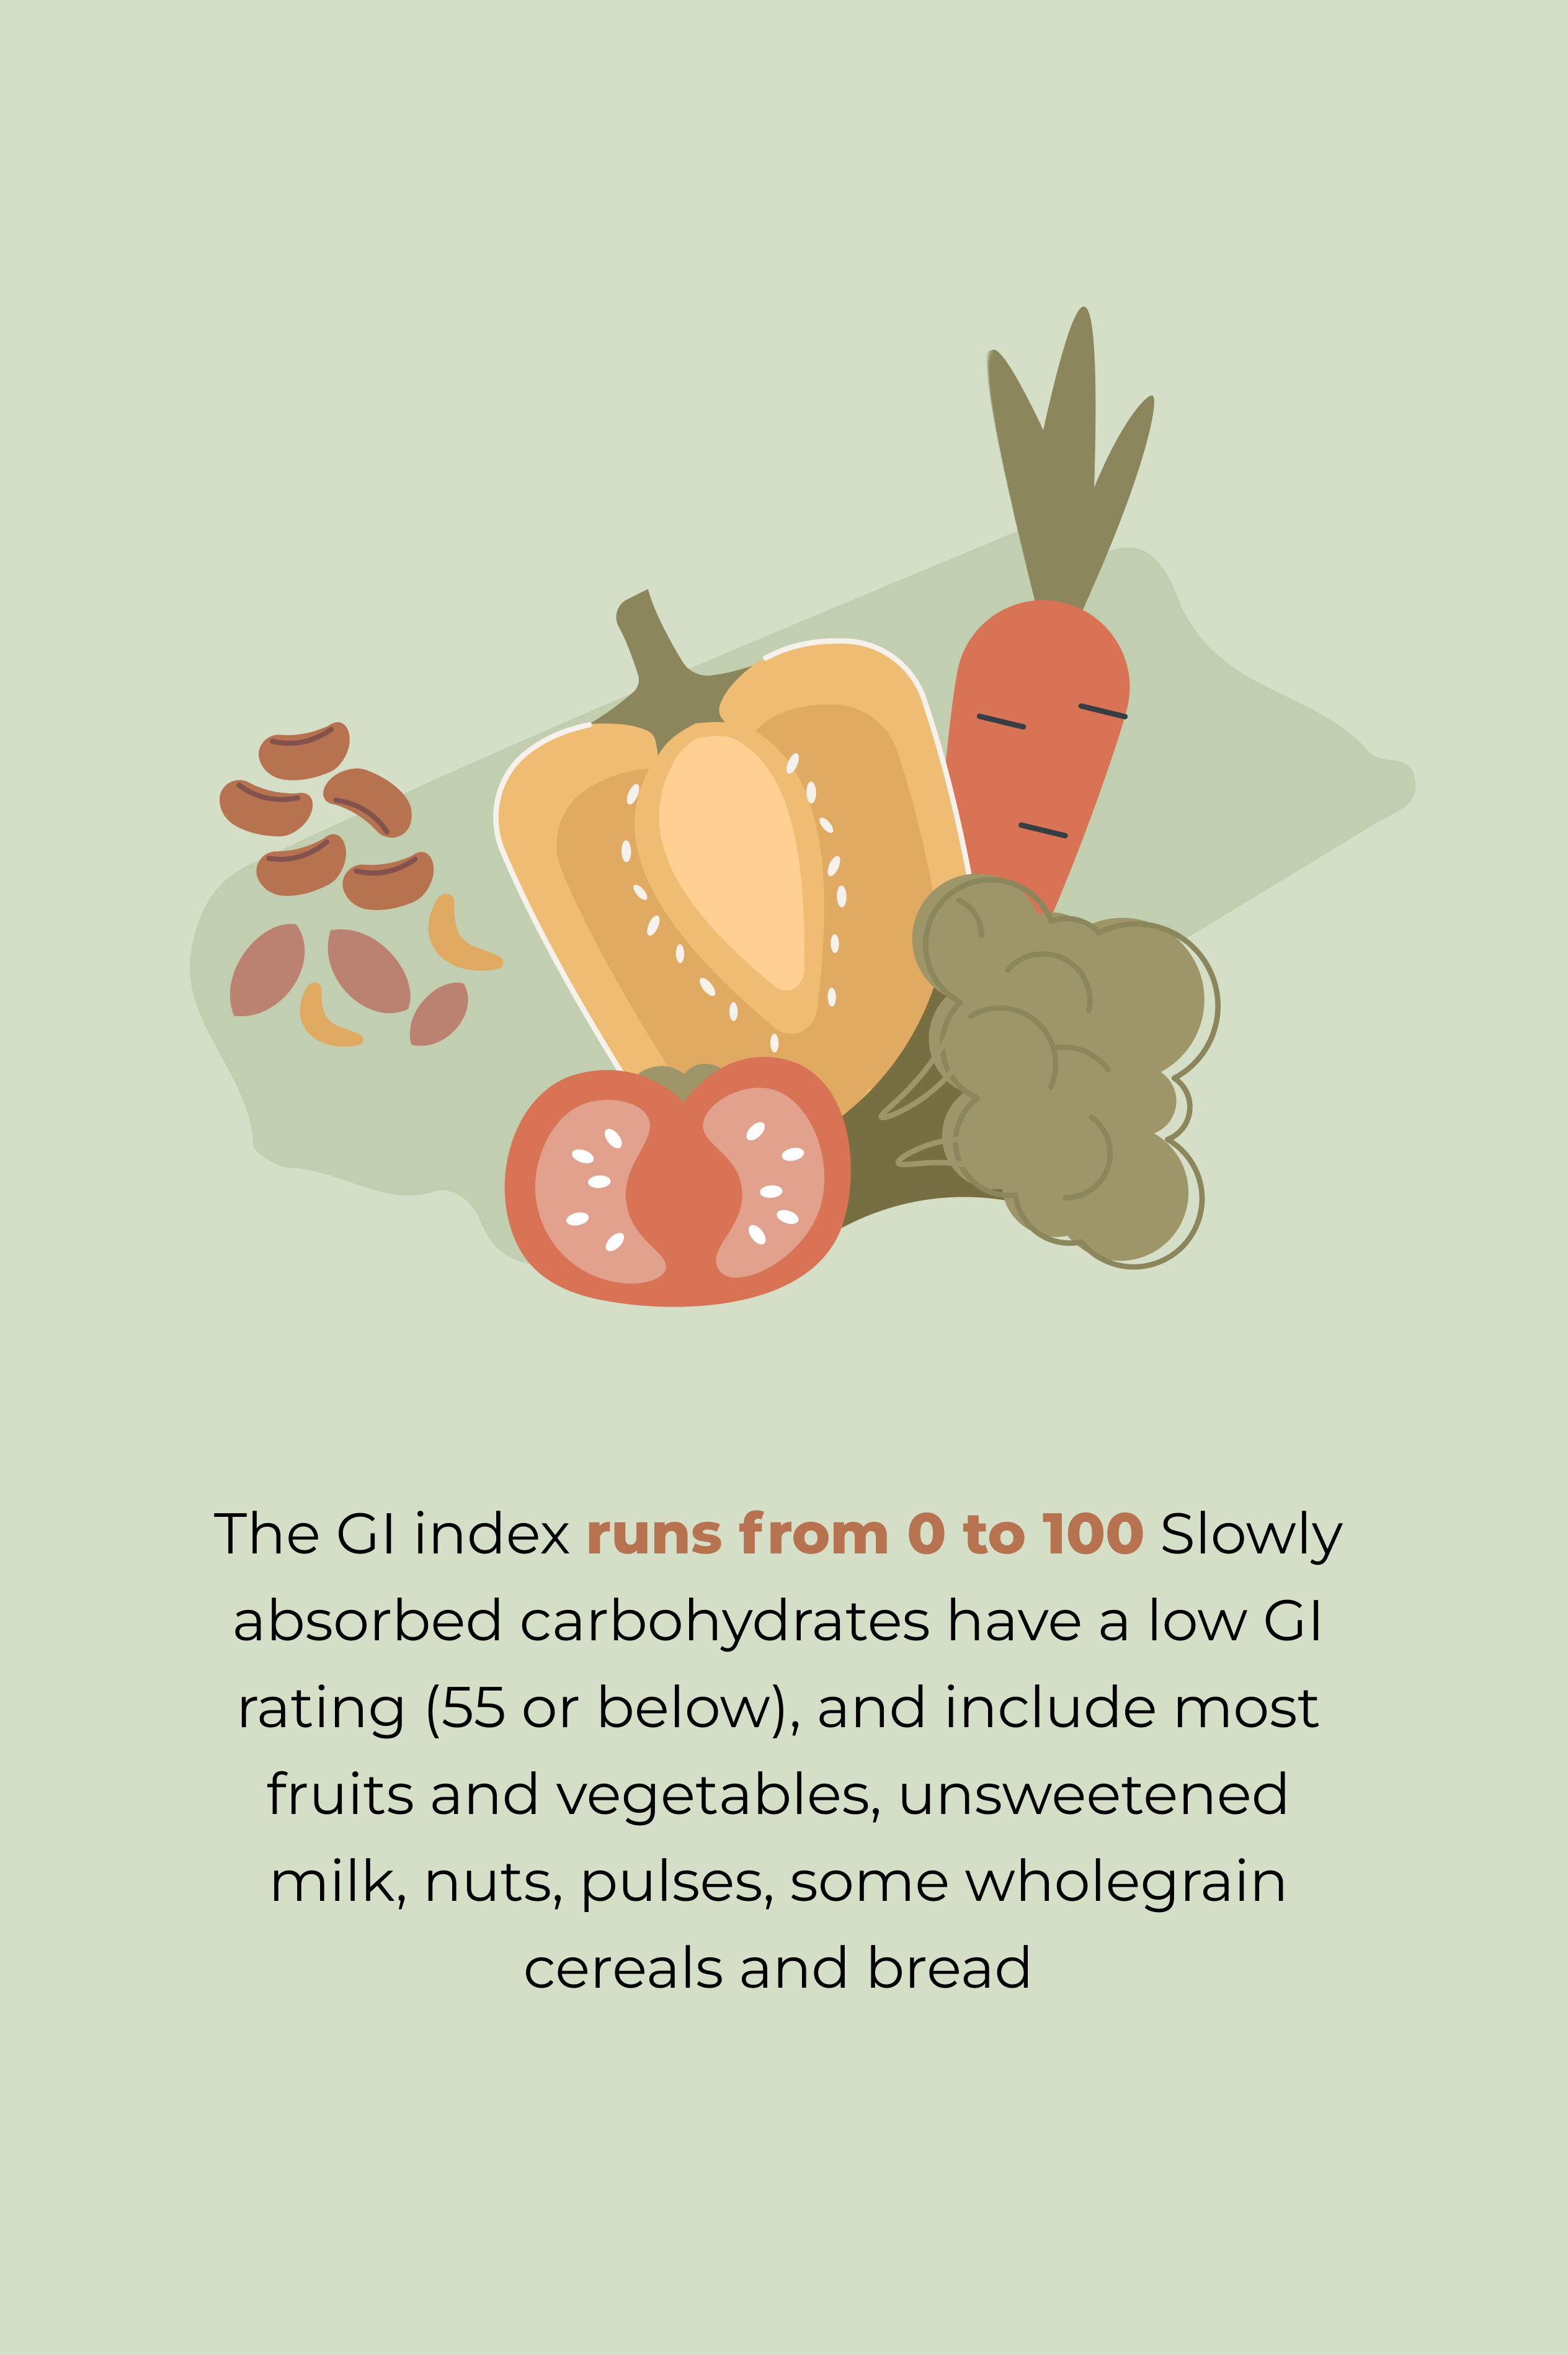 The GI index runs from 0 to 100 Slowly
absorbed carbohydrates have a low GI
rating (55 or below), and include most
fruits and vegetables, unsweetened
milk, nuts, pulses, some wholegrain
cereals and bread